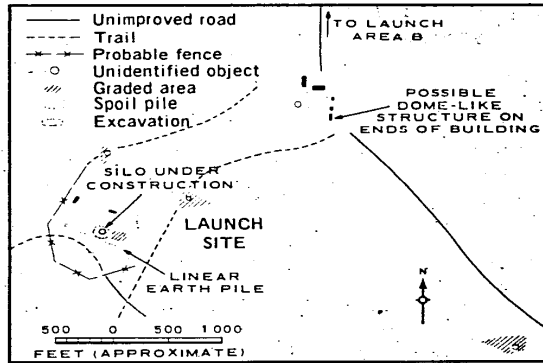 Unimproved road
Trail
Probable fence
Unidentified object
Graded area
Spoil pile
Excavation
TO LAUNCH
AREA B
POSSIBLE
DOME-LIKE
STRUCTURE ON
ENDS OF BUILDING
SILO UNDER
CONSTRUCTION
LAUNCH
SITE
LINEAR
EARTH PILE
N
500 0 500 1000
FEET (APPROXIMATE)